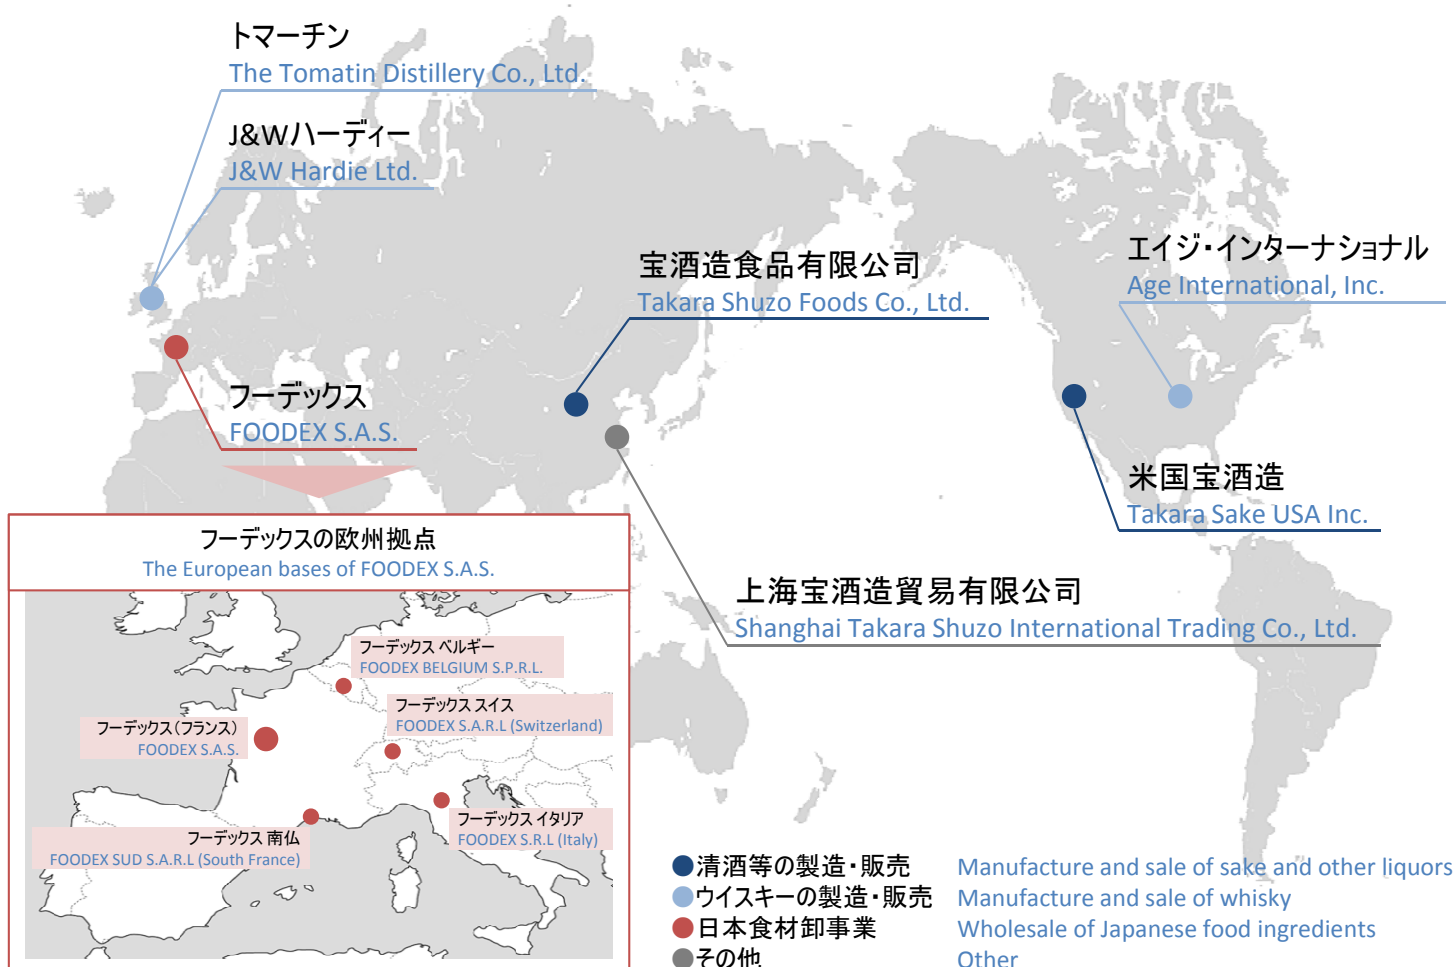 トマーチン
The Tomatin Distillery Co., Ltd.
J&Wハーディー
J&W Hardie Ltd.
宝酒造食品有限公司
Takara Shuzo Foods Co., Ltd.
エイジ・インターナショナル
Age International, Inc.
フーデックス
FOODEX S.A.S.
米国宝酒造
Takara Sake USA Inc.
上海宝酒造貿易有限公司
Shanghai Takara Shuzo International Trading Co., Ltd.
フーデックスの欧州拠点
The European bases of FOODEX S.A.S.
フーデックス ベルギー
FOODEX BELGIUM S.P.R.L.
フーデックス スイス
FOODEX S.A.R.L (Switzerland)
フーデックス(フランス)
FOODEX S.A.S.
フーデックス イタリア
FOODEX S.R.L (Italy)
フーデックス 南仏
FOODEX SUD S.A.R.L (South France)
清酒等の製造・販売 Manufacture and sale of sake and other liquors
ウイスキーの製造・販売 Manufacture and sale of whisky
日本食材卸事業 Wholesale of Japanese food ingredients
その他 Other